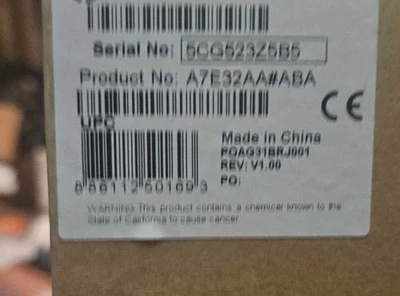 Serial No: 5CG523Z5B5
Product No: A7E32AA#ABA
CE
UPC
Made in China
PQAG31BRJ001
REV: V1.00
PO:
8 86112 50169 3
WARNING This product contains a chemical known to the
State of California to cause cancer